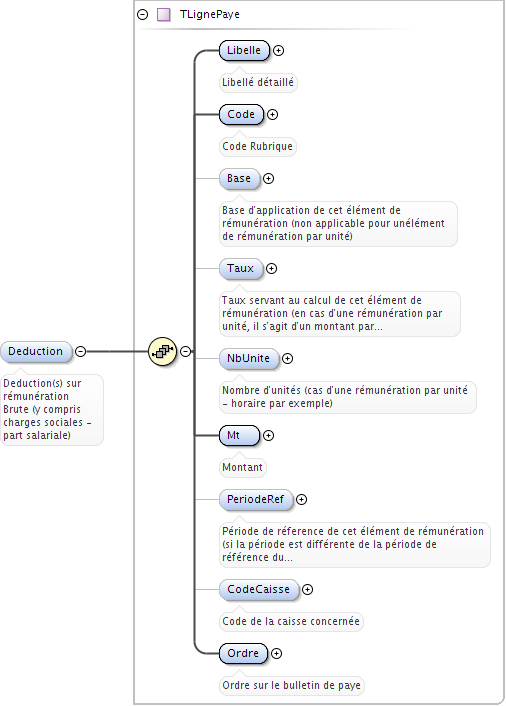 TLignePaye
Libelle
Libellé détaillé
Code
Code Rubrique
Base
Base d'application de cet élément de
rémunération (non applicable pour unélément
de rémunération par unité)
Taux
Taux servant au calcul de cet élément de
rémunération (en cas d'une rémunération par
unité, il s'agit d'un montant par...
Deduction
Deduction(s) sur
rémunération
Brute (y compris
charges sociales -
part salariale)
NbUnite
Nombre d'unités (cas d'une rémunération par unité
- horaire par exemple)
Mt
Montant
PeriodeRef
Période de réference de cet élément de rémunération
(si la période est différente de la période de
référence du...
CodeCaisse
Code de la caisse concernée
Ordre
Ordre sur le bulletin de paye